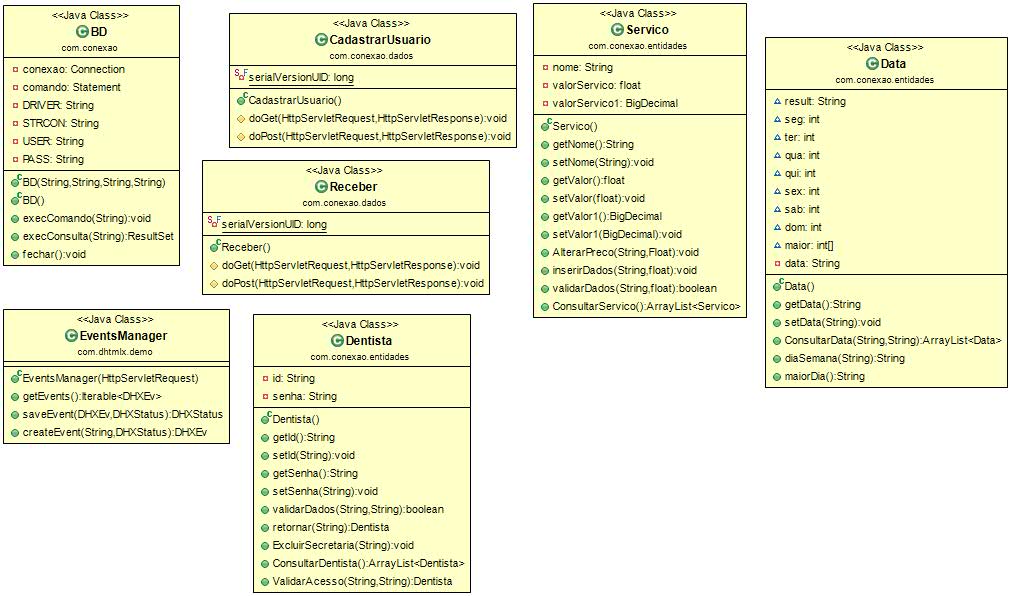 <<Java Class>>
BD
com.conexao
conexao: Connection
comando: Statement
DRIVER: String
STRCON: String
USER: String
PASS: String
BD(String,String,String,String)
BD()
execComando(String):void
execConsulta(String):ResultSet
fechar():void
<<Java Class>>
CadastrarUsuario
com.conexao.dados
serialVersionUID: long
CadastrarUsuario()
doGet(HttpServletRequest,HttpServletResponse):void
doPost(HttpServletRequest,HttpServletResponse):void
<<Java Class>>
Receber
com.conexao.dados
serialVersionUID: long
Receber()
doGet(HttpServletRequest,HttpServletResponse):void
doPost(HttpServletRequest,HttpServletResponse):void
<<Java Class>>
Servico
com.conexao.entidades
nome: String
valorServico: float
valorServico1: BigDecimal
Servico()
getNome():String
setNome(String):void
getValor():float
setValor(float):void
getValor1():BigDecimal
setValor1(BigDecimal):void
AlterarPreco(String,Float):void
inserirDados(String,float):void
validarDados(String,float):boolean
ConsultarServico():ArrayList<Servico>
<<Java Class>>
Data
com.conexao.entidades
result: String
seg: int
ter: int
qua: int
qui: int
sex: int
sab: int
dom: int
maior: int[]
data: String
Data()
getData():String
setData(String):void
ConsultarData(String,String):ArrayList<Data>
diaSemana(String):String
maiorDia():String
<<Java Class>>
EventsManager
com.dhtmlx.demo
EventsManager(HttpServletRequest)
getEvents():Iterable<DHXEv>
saveEvent(DHXEv,DHXStatus):DHXStatus
createEvent(String,DHXStatus):DHXEv
<<Java Class>>
Dentista
com.conexao.entidades
id: String
senha: String
Dentista()
getId():String
setId(String):void
getSenha():String
setSenha(String):void
validarDados(String,String):boolean
retornar(String):Dentista
ExcluirSecretaria(String):void
ConsultarDentista():ArrayList<Dentista>
ValidarAcesso(String,String):Dentista